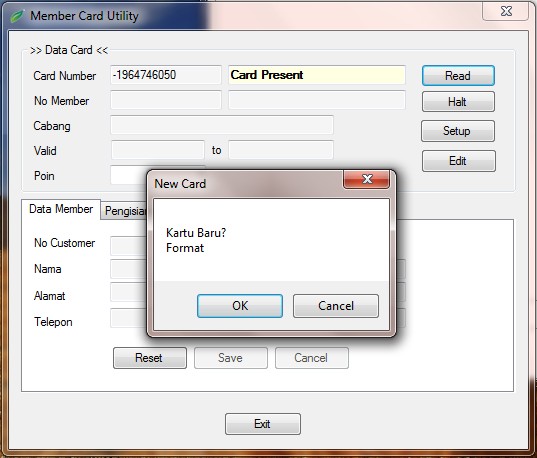 Member Card Utility
>> Data Card <<
Card Number -1964746050 Card Present Read
No Member Halt
Cabang Setup
Valid to Edit
Poin
New Card
Kartu Baru?
Format
OK Cancel
Data Member
No Customer
Nama
Alamat
Telepon
Reset Save Cancel
Exit